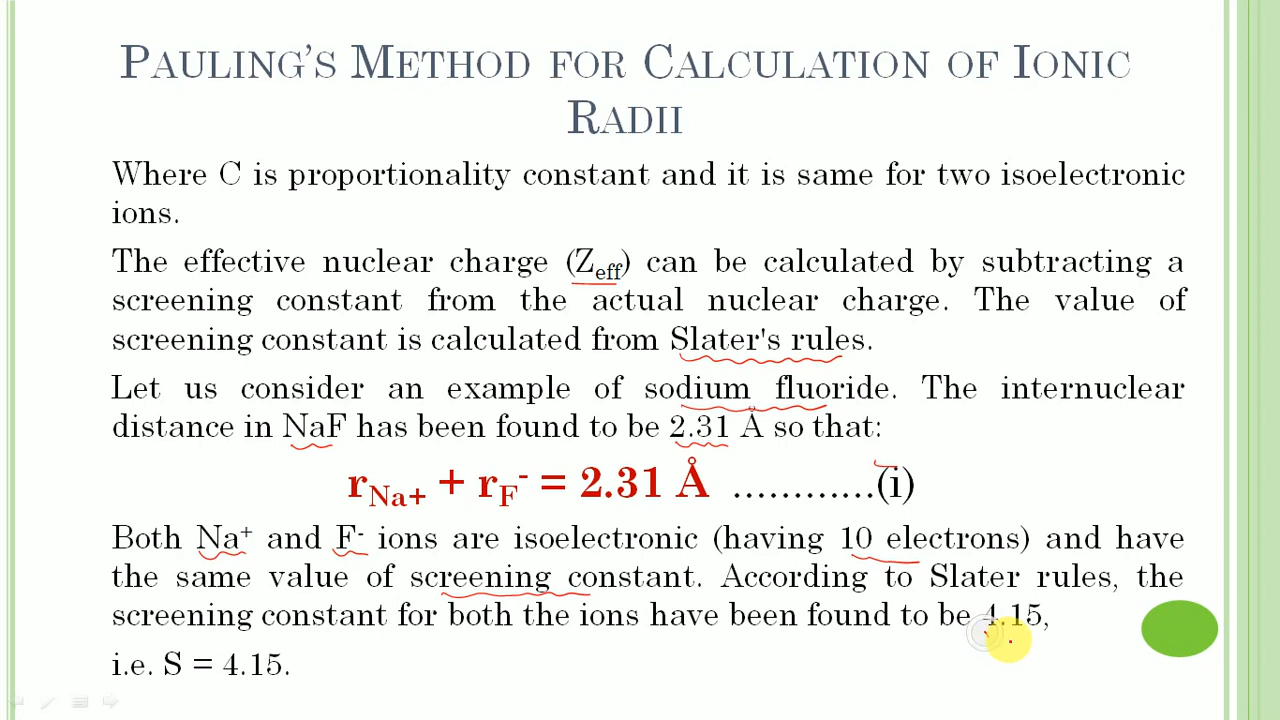 PAULING'S METHOD FOR CALCULATION OF IONIC
RADII
Where C is proportionality constant and it is same for two isoelectronic
ions.
The effective nuclear charge (Zeff) can be calculated by subtracting a
screening constant from the actual nuclear charge. The value of
screening constant is calculated from Slater's rules.
Let us consider an example of sodium fluoride. The internuclear
distance in NaF has been found to be 2.31 Å so that:
rNa+ + rF- = 2.31 Å ............(i)
Both Na+ and F- ions are isoelectronic (having 10 electrons) and have
the same value of screening constant. According to Slater rules, the
screening constant for both the ions have been found to be 4.15,
i.e. S = 4.15.